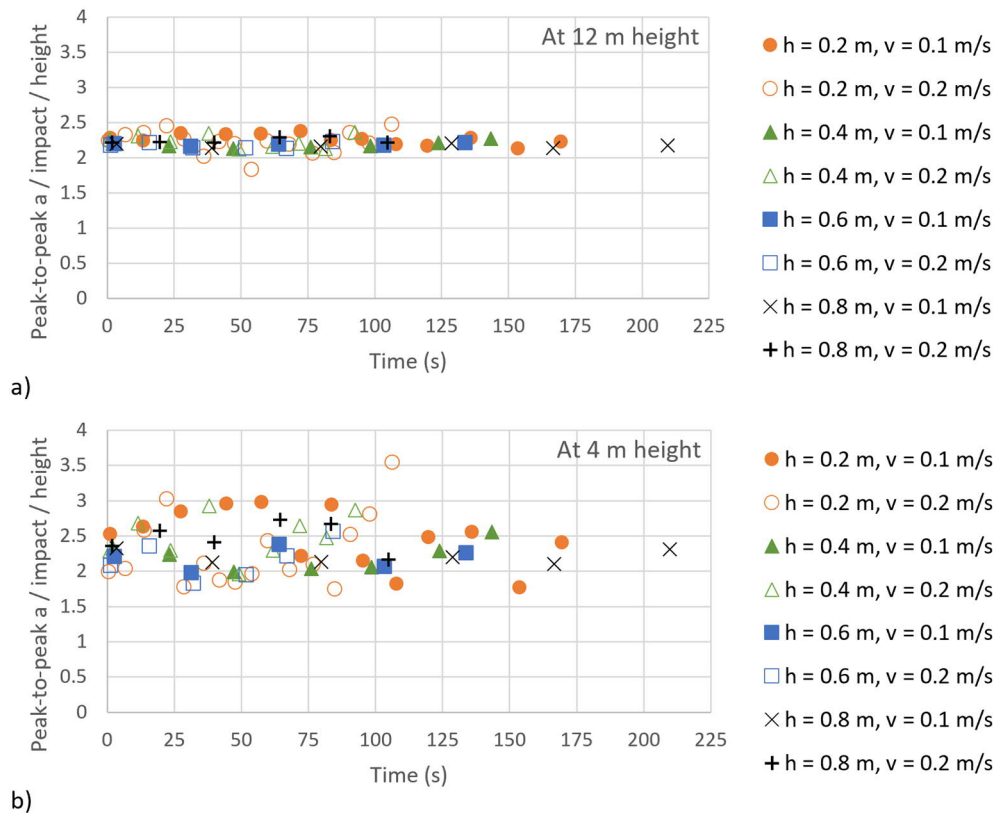 Peak-to-peak a / impact / height
4
3.5
3
2.5
2
1.5
1
0.5
0
At 12 m height
0 25 50 75 100 125 150 175 200 225
Time (s)
h = 0.2 m, v = 0.1 m/s
h = 0.2 m, v = 0.2 m/s
h = 0.4 m, v = 0.1 m/s
h = 0.4 m, v = 0.2 m/s
h = 0.6 m, v = 0.1 m/s
h = 0.6 m, v = 0.2 m/s
h = 0.8 m, v = 0.1 m/s
h = 0.8 m, v = 0.2 m/s
a)
Peak-to-peak a / impact / height
4
3.5
3
2.5
2
1.5
1
0.5
0
At 4 m height
0 25 50 75 100 125 150 175 200 225
Time (s)
h = 0.2 m, v = 0.1 m/s
h = 0.2 m, v = 0.2 m/s
h = 0.4 m, v = 0.1 m/s
h = 0.4 m, v = 0.2 m/s
h = 0.6 m, v = 0.1 m/s
h = 0.6 m, v = 0.2 m/s
h = 0.8 m, v = 0.1 m/s
h = 0.8 m, v = 0.2 m/s
b)